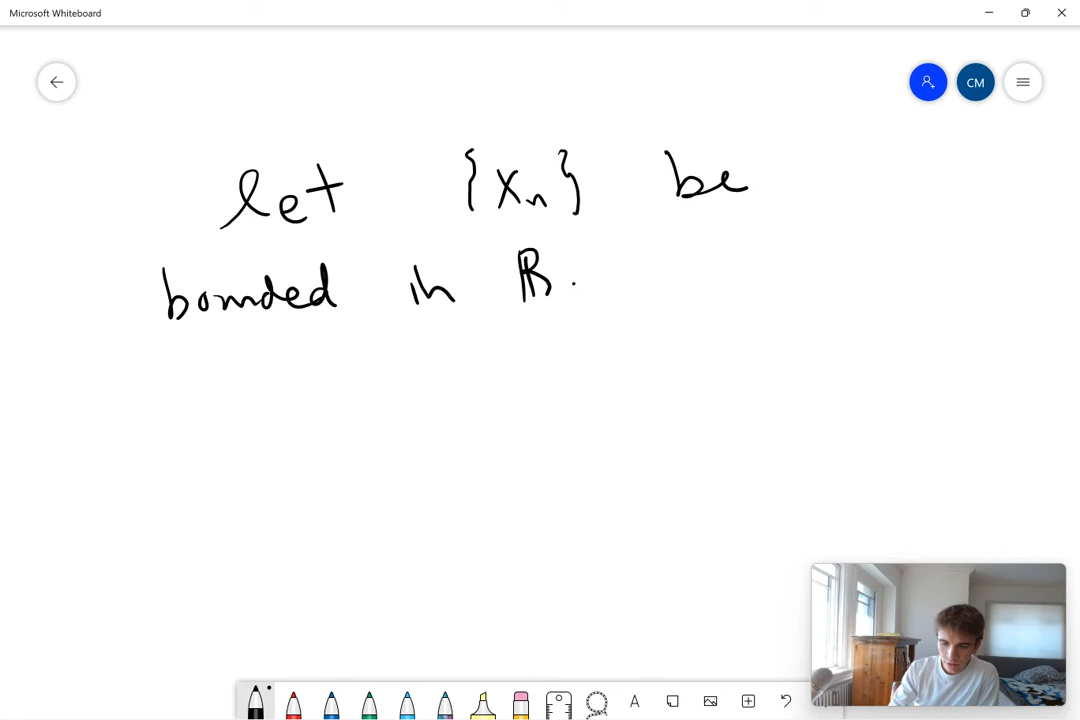 Microsoft Whiteboard
CM
let {xₙ} be
bounded in ℝ.
A